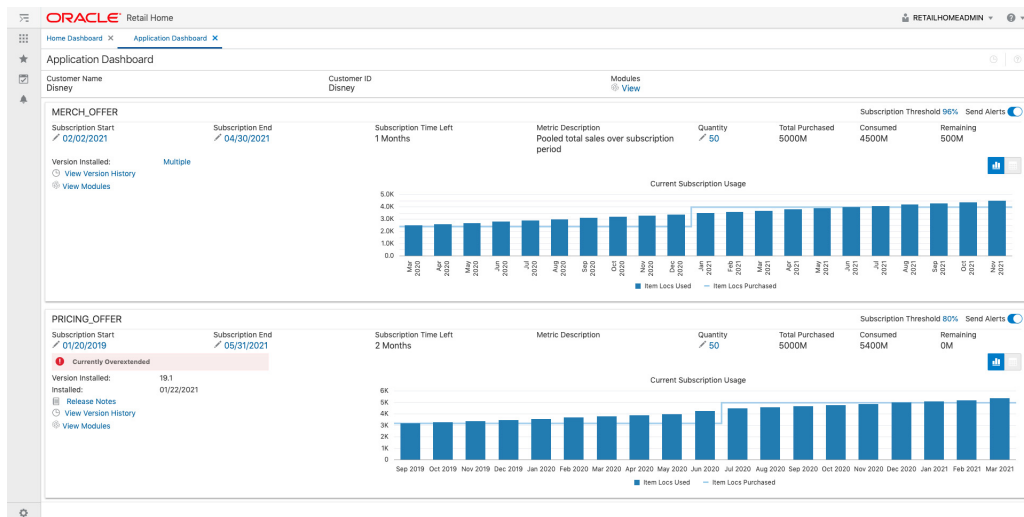 ORACLE Retail Home RETAILHOMEADMIN
Home Dashboard Application Dashboard
Application Dashboard
Customer Name Customer ID Modules
Disney Disney View
MERCH_OFFER Subscription Threshold 96% Send Alerts
Subscription Start Subscription End Subscription Time Left Metric Description Quantity Total Purchased Consumed Remaining
02/02/2021 04/30/2021 1 Months Pooled total sales over subscription 50 5000M 4500M 500M
period
Version Installed: Multiple
View Version History
View Modules
Current Subscription Usage
5.0K
4.0K
3.0K
2.0K
1.0K
0.0
Mar 2020 Apr 2020 May 2020 Jun 2020 Jul 2020 Aug 2020 Sep 2020 Oct 2020 Nov 2020 Dec 2020 Jan 2021 Feb 2021 Mar 2021 Apr 2021 May 2021 Jun 2021 Jul 2021 Aug 2021 Sep 2021 Oct 2021 Nov 2021
Item Locs Used Item Locs Purchased
PRICING_OFFER Subscription Threshold 80% Send Alerts
Subscription Start Subscription End Subscription Time Left Metric Description Quantity Total Purchased Consumed Remaining
01/20/2019 05/31/2021 2 Months 50 5000M 5400M 0M
Currently Overextended
Version Installed: 19.1
Installed: 01/22/2021
Release Notes
View Version History
View Modules
Current Subscription Usage
6K
5K
4K
3K
2K
1K
0
Sep 2019 Oct 2019 Nov 2019 Dec 2019 Jan 2020 Feb 2020 Mar 2020 Apr 2020 May 2020 Jun 2020 Jul 2020 Aug 2020 Sep 2020 Oct 2020 Nov 2020 Dec 2020 Jan 2021 Feb 2021 Mar 2021
Item Locs Used Item Locs Purchased